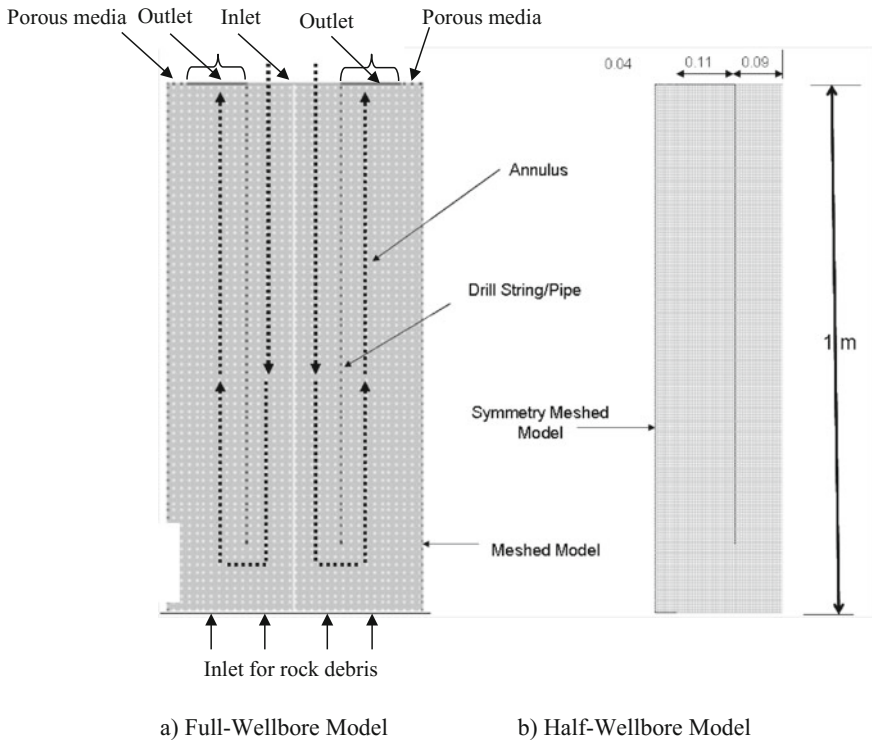 Porous media Outlet Inlet Outlet Porous media
0.04 0.11 0.09
Annulus
Drill String/Pipe
1 m
Symmetry Meshed
Model
Meshed Model
Inlet for rock debris
a) Full-Wellbore Model b) Half-Wellbore Model